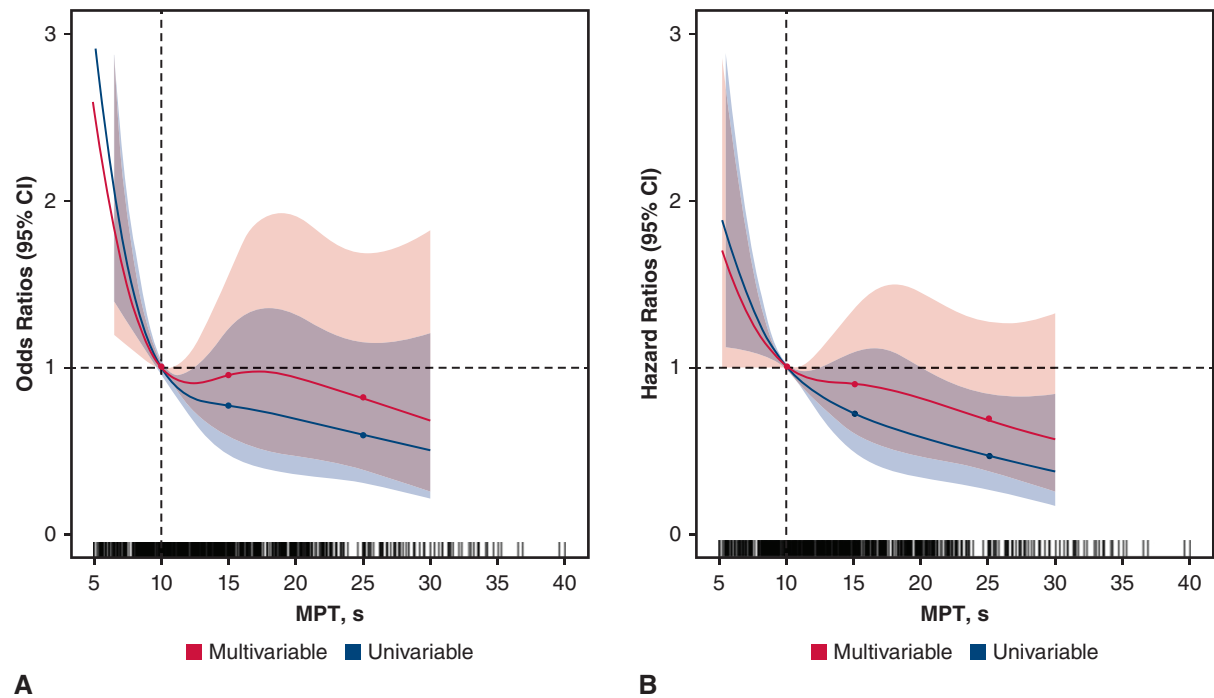 3
2
1
0
Odds Ratios (95% CI)
5 10 15 20 25 30 35 40
MPT, s
Multivariable Univariable
A
3
2
1
0
Hazard Ratios (95% CI)
5 10 15 20 25 30 35 40
MPT, s
Multivariable Univariable
B